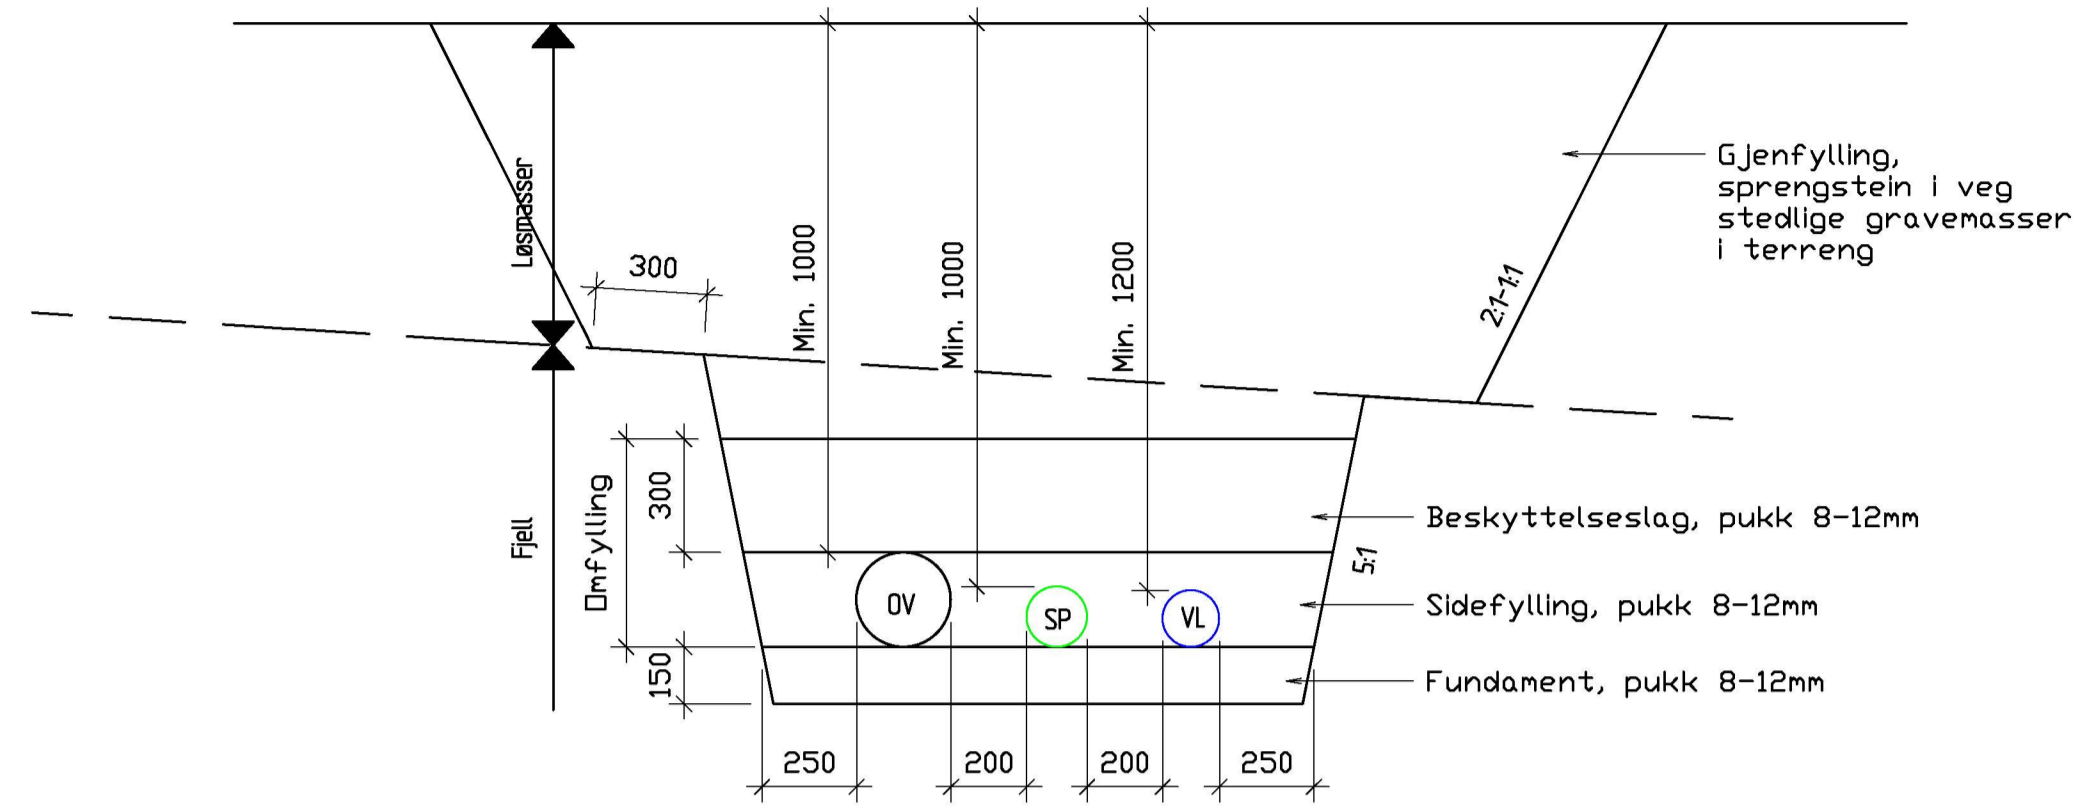 Løsmasser
300
Min. 1000
Min. 1000
Min. 1200
2:1-1:1
Gjenfylling,
sprengstein i veg
stedlige gravemasser
i terreng
Fjell
Omfylling
300
150
OV
SP
VL
5:1
Beskyttelseslag, pukk 8-12mm
Sidefylling, pukk 8-12mm
Fundament, pukk 8-12mm
250
200
200
250